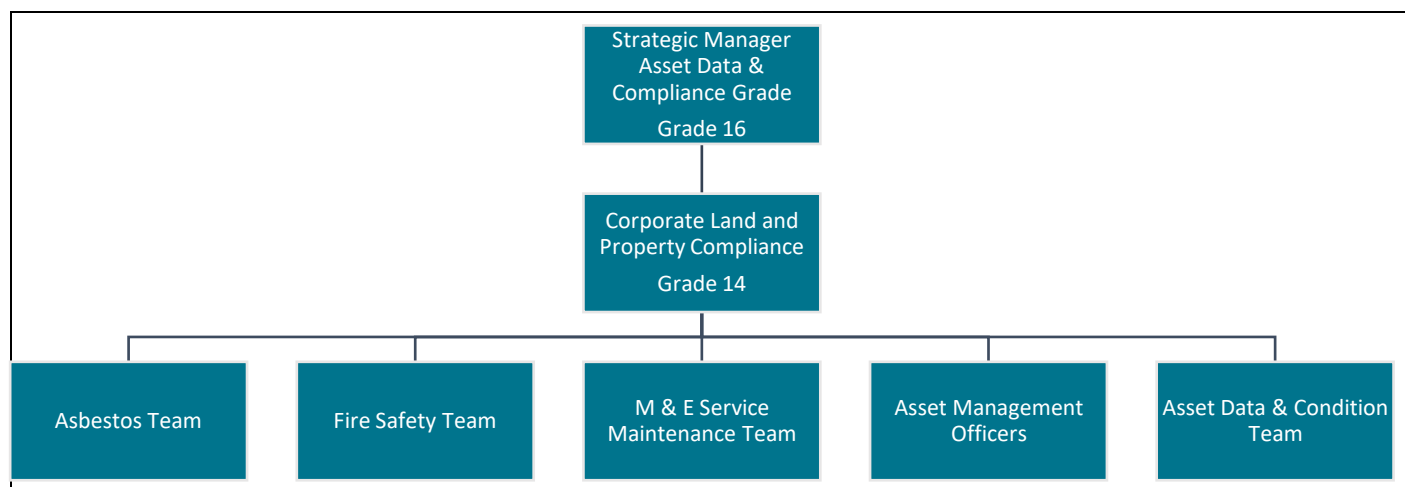 Strategic Manager
Asset Data &
Compliance Grade
Grade 16
Corporate Land and
Property Compliance
Grade 14
Asbestos Team
Fire Safety Team
M & E Service
Maintenance Team
Asset Management
Officers
Asset Data & Condition
Team